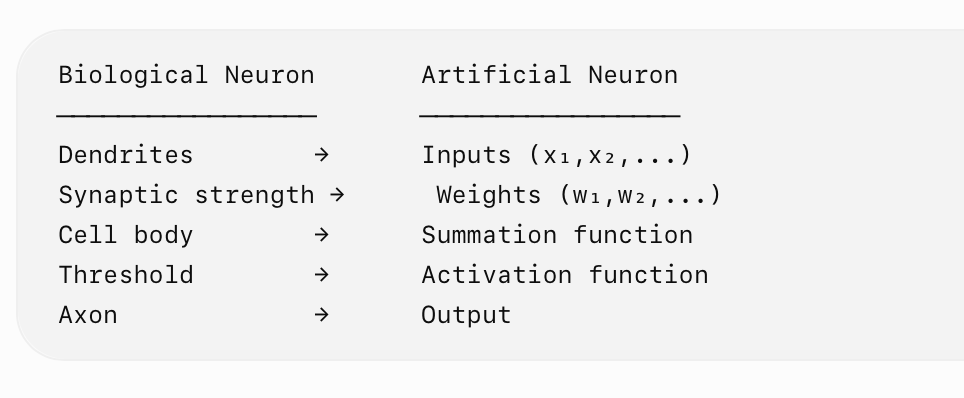 Biological Neuron Artificial Neuron
Dendrites → Inputs (x₁,x₂,...)
Synaptic strength → Weights (w₁,w₂,...)
Cell body → Summation function
Threshold → Activation function
Axon → Output